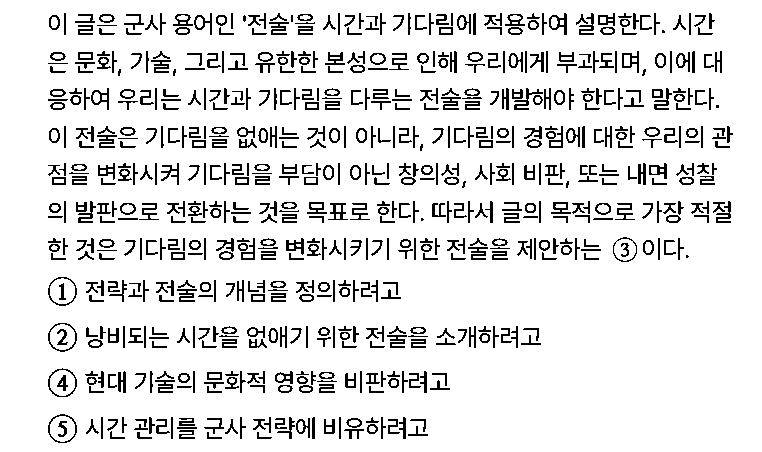 이 글은 군사 용어인 '전술'을 시간과 기다림에 적용하여 설명한다. 시간
은 문화, 기술, 그리고 유한한 본성으로 인해 우리에게 부과되며, 이에 대
응하여 우리는 시간과 기다림을 다루는 전술을 개발해야 한다고 말한다.
이 전술은 기다림을 없애는 것이 아니라, 기다림의 경험에 대한 우리의 관
점을 변화시켜 기다림을 부담이 아닌 창의성, 사회 비판, 또는 내면 성찰
의 발판으로 전환하는 것을 목표로 한다. 따라서 글의 목적으로 가장 적절
한 것은 기다림의 경험을 변화시키기 위한 전술을 제안하는 ③이다.
① 전략과 전술의 개념을 정의하려고
② 낭비되는 시간을 없애기 위한 전술을 소개하려고
④ 현대 기술의 문화적 영향을 비판하려고
⑤ 시간 관리를 군사 전략에 비유하려고